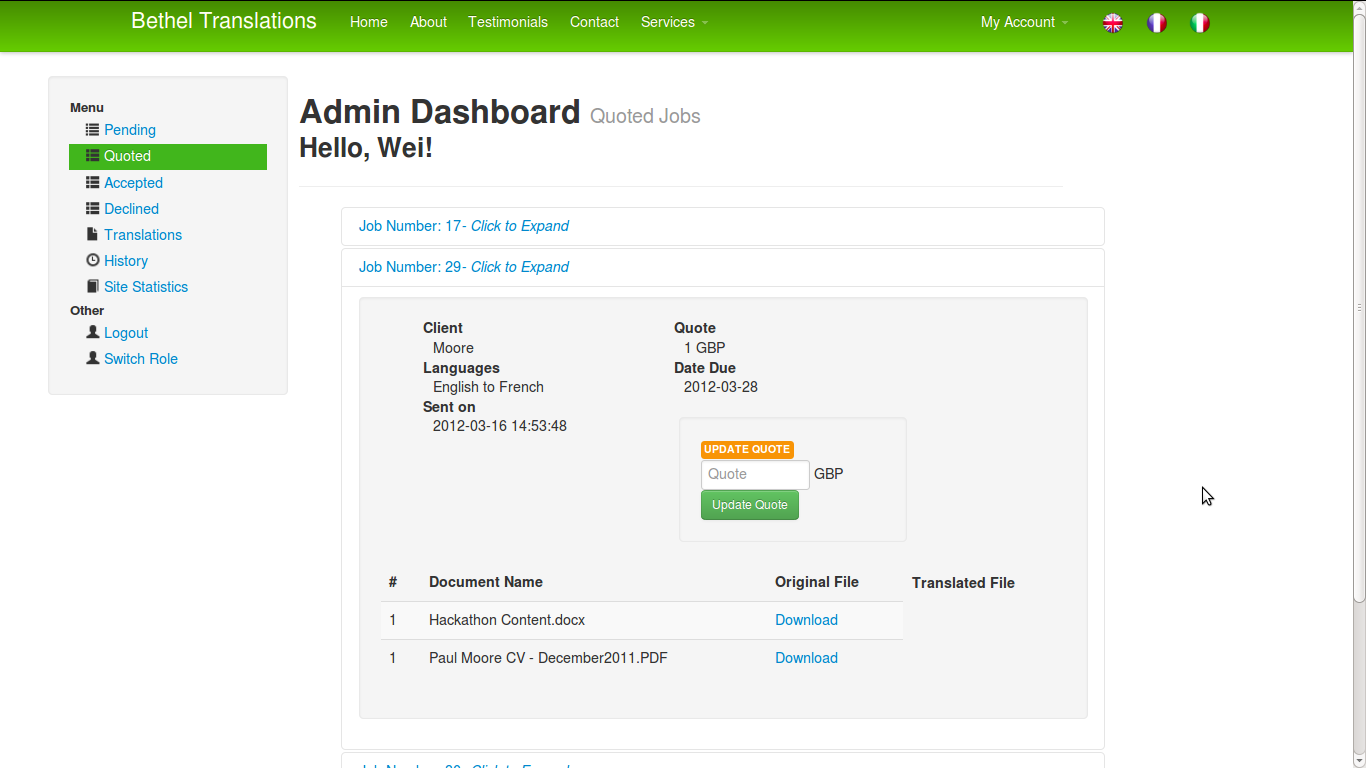 Bethel Translations Home About Testimonials Contact Services My Account
Menu
Pending
Quoted
Accepted
Declined
Translations
History
Site Statistics
Other
Logout
Switch Role
Admin Dashboard Quoted Jobs
Hello, Wei!
Job Number: 17- Click to Expand
Job Number: 29- Click to Expand
Client
Moore
Languages
English to French
Sent on
2012-03-16 14:53:48
Quote
1 GBP
Date Due
2012-03-28
UPDATE QUOTE
Quote GBP
Update Quote
# Document Name Original File Translated File
1 Hackathon Content.docx Download
1 Paul Moore CV - December2011.PDF Download